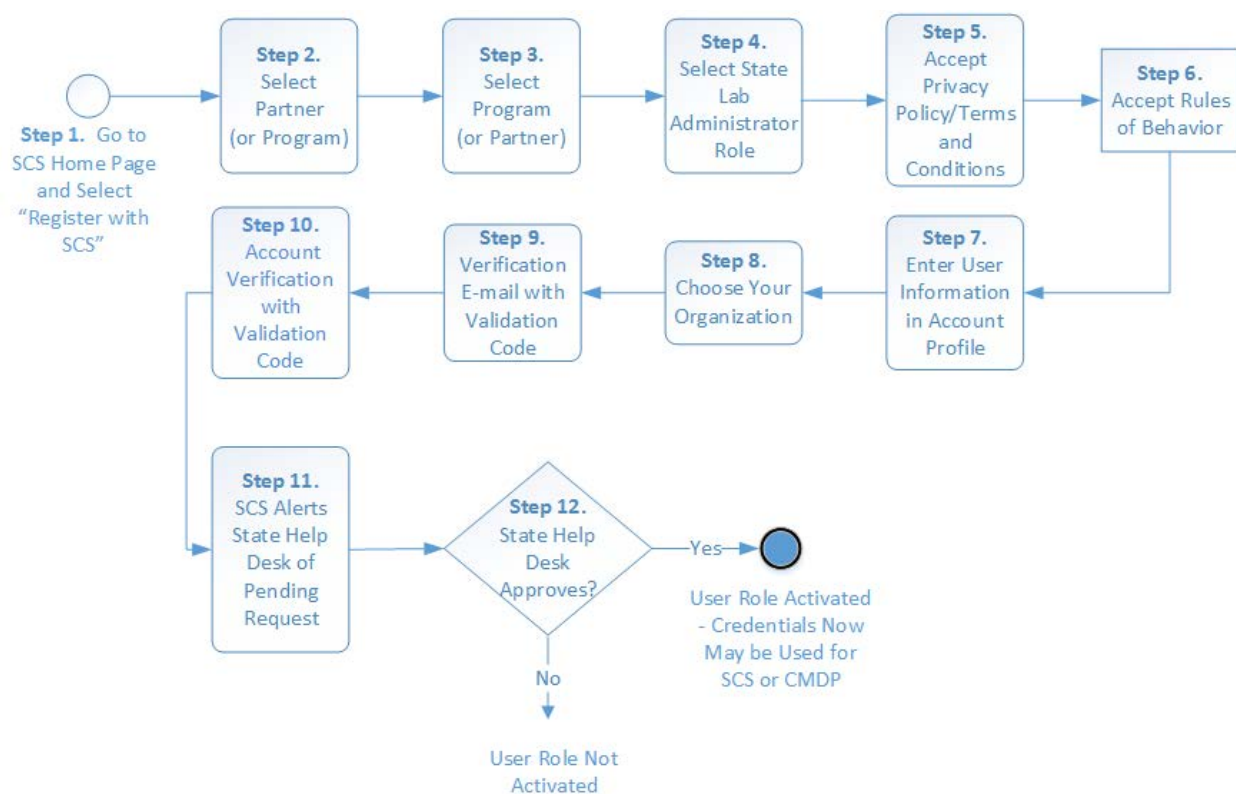 Step 1. Go to
SCS Home Page
and Select
“Register with
SCS”
Step 2.
Select
Partner
(or Program)
Step 3.
Select
Program
(or Partner)
Step 4.
Select State
Lab
Administrator
Role
Step 5.
Accept
Privacy
Policy/Terms
and
Conditions
Step 6.
Accept Rules
of Behavior
Step 7.
Enter User
Information
in Account
Profile
Step 8.
Choose Your
Organization
Step 9.
Verification
E-mail with
Validation
Code
Step 10.
Account
Verification
with
Validation
Code
Step 11.
SCS Alerts
State Help
Desk of
Pending
Request
Step 12.
State Help
Desk
Approves?
Yes
User Role Activated
- Credentials Now
May be Used for
SCS or CMDP
No
User Role Not
Activated